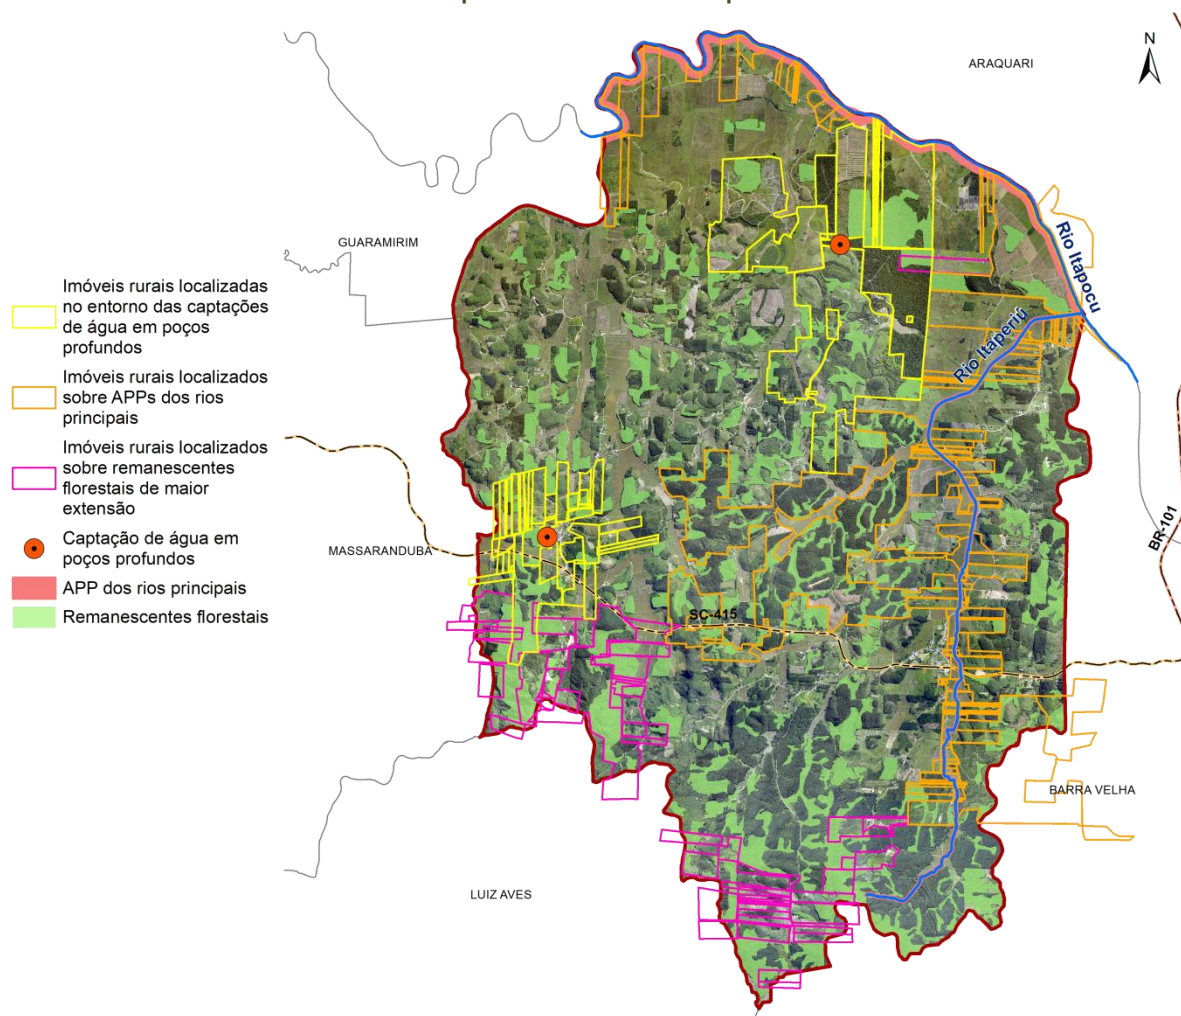 N
ARAQUARI
GUARAMIRIM
Rio Itapocu
Rio Itaperiú
Imóveis rurais localizadas
no entorno das captações
de água em poços
profundos
Imóveis rurais localizados
sobre APPs dos rios
principais
Imóveis rurais localizados
sobre remanescentes
florestais de maior
extensão
Captação de água em
poços profundos
APP dos rios principais
Remanescentes florestais
MASSARANDUBA
BR-101
SC-415
BARRA VELHA
LUIZ AVES